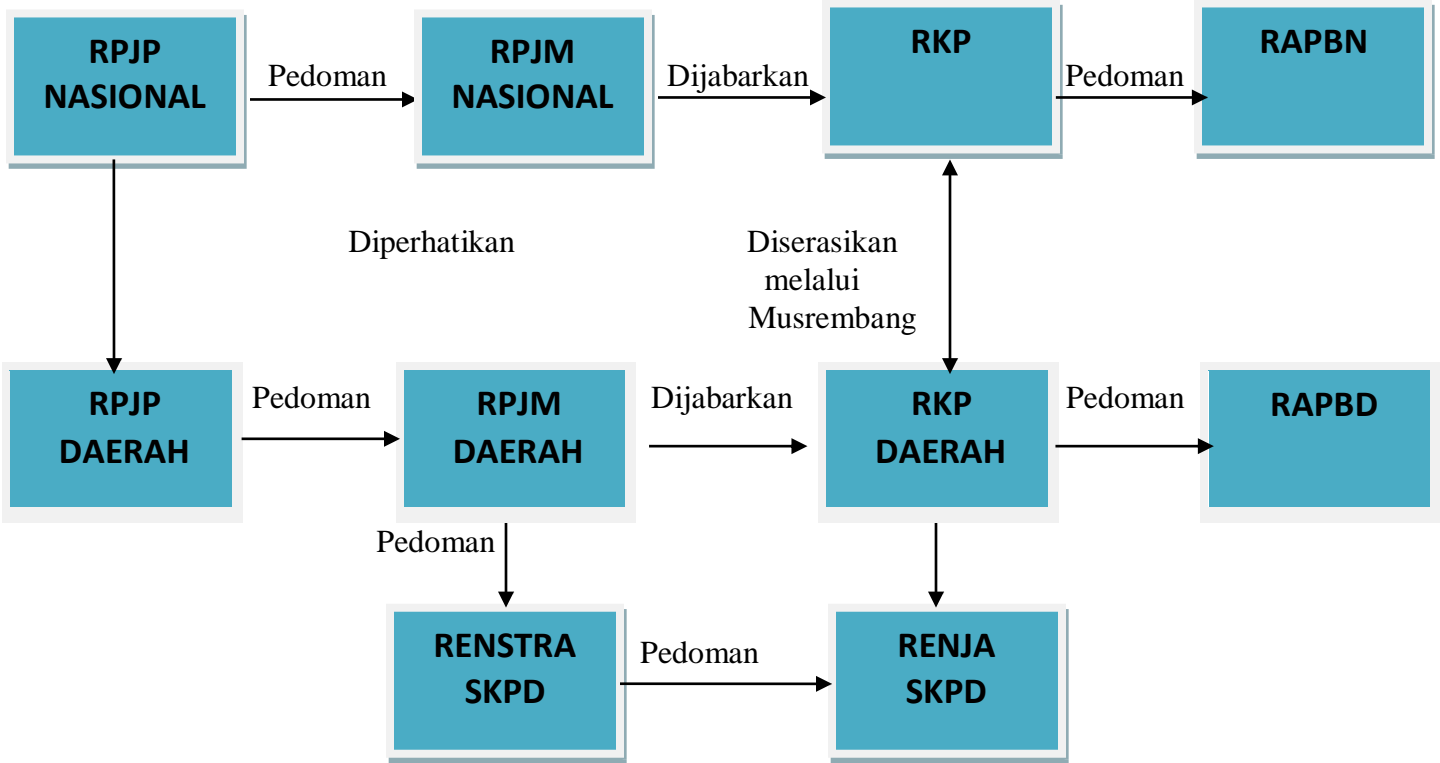 RPJP
NASIONAL
Pedoman
RPJM
NASIONAL
Dijabarkan
RKP
Pedoman
RAPBN
Diperhatikan
Diserasikan
melalui
Musrembang
RPJP
DAERAH
Pedoman
RPJM
DAERAH
Dijabarkan
RKP
DAERAH
Pedoman
RAPBD
Pedoman
RENSTRA
SKPD
Pedoman
RENJA
SKPD